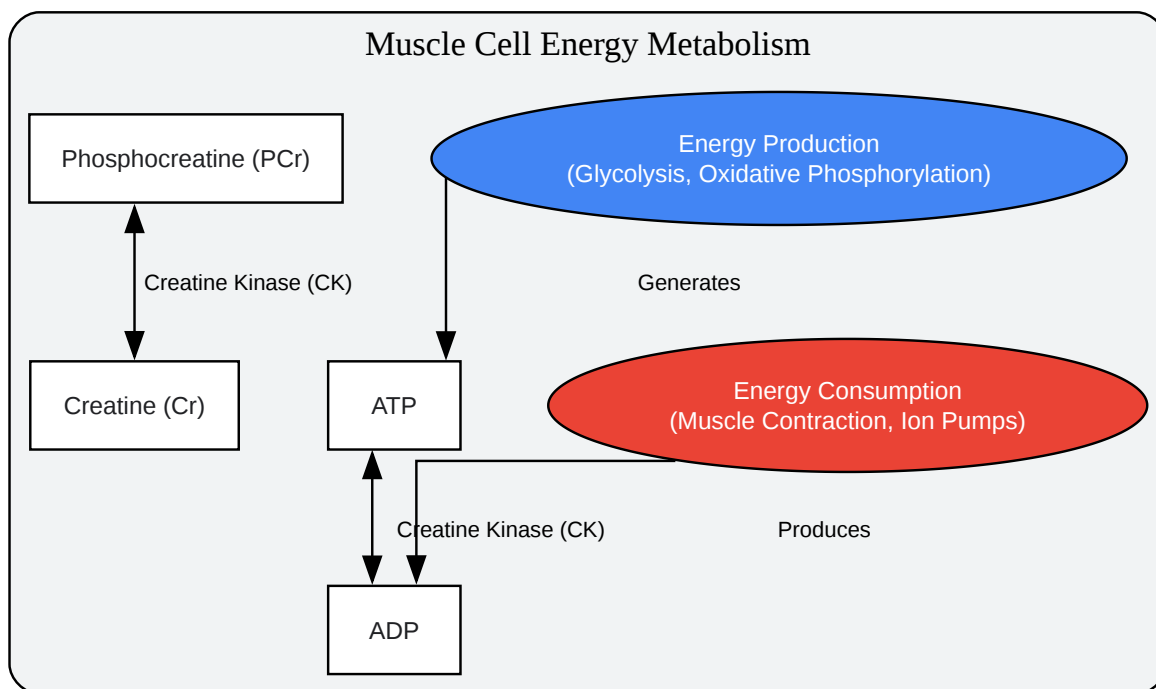 Muscle Cell Energy Metabolism
Phosphocreatine (PCr)
Energy Production
(Glycolysis, Oxidative Phosphorylation)
Creatine Kinase (CK)
Generates
Creatine (Cr)
ATP
Energy Consumption
(Muscle Contraction, Ion Pumps)
Creatine Kinase (CK)
Produces
ADP